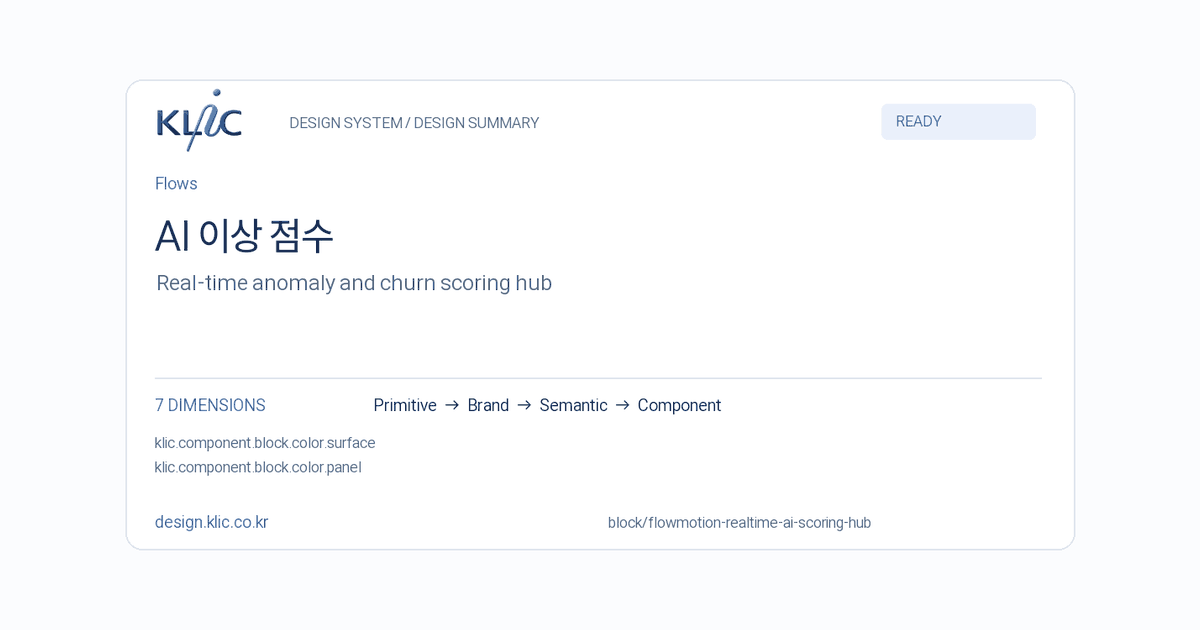 KLiC
DESIGN SYSTEM / DESIGN SUMMARY
READY
Flows
AI 이상 점수
Real-time anomaly and churn scoring hub
7 DIMENSIONS
Primitive → Brand → Semantic → Component
klic.component.block.color.surface
klic.component.block.color.panel
design.klic.co.kr
block/flowmotion-realtime-ai-scoring-hub